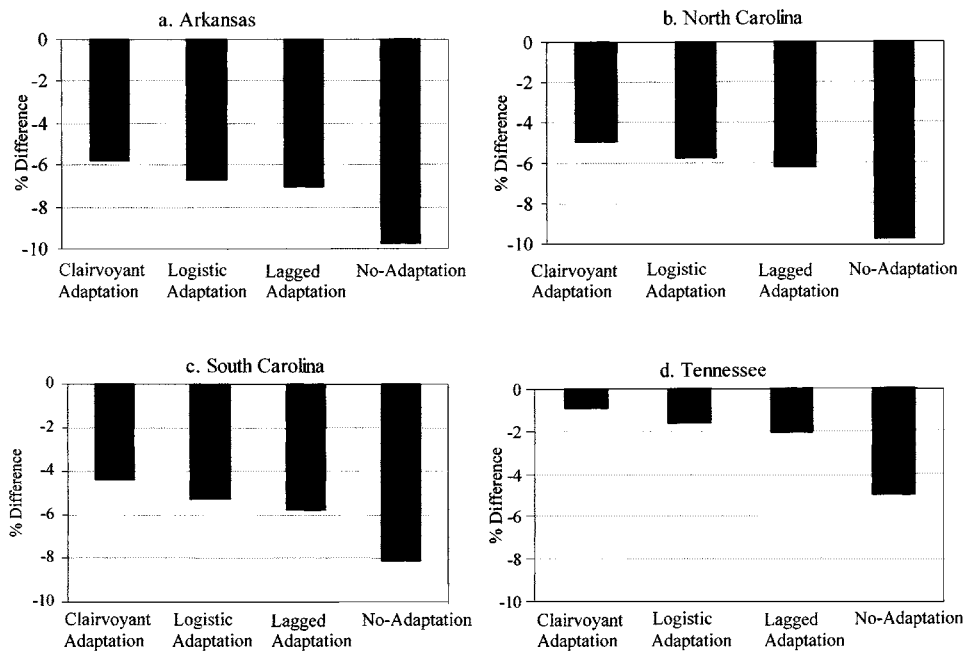 a. Arkansas
0
-2
-4
-6
-8
-10
% Difference
Clairvoyant Adaptation
Logistic Adaptation
Lagged Adaptation
No-Adaptation
b. North Carolina
0
-2
-4
-6
-8
-10
% Difference
Clairvoyant Adaptation
Logistic Adaptation
Lagged Adaptation
No-Adaptation
c. South Carolina
0
-2
-4
-6
-8
-10
% Difference
Clairvoyant Adaptation
Logistic Adaptation
Lagged Adaptation
No-Adaptation
d. Tennessee
0
-2
-4
-6
-8
-10
% Difference
Clairvoyant Adaptation
Logistic Adaptation
Lagged Adaptation
No-Adaptation